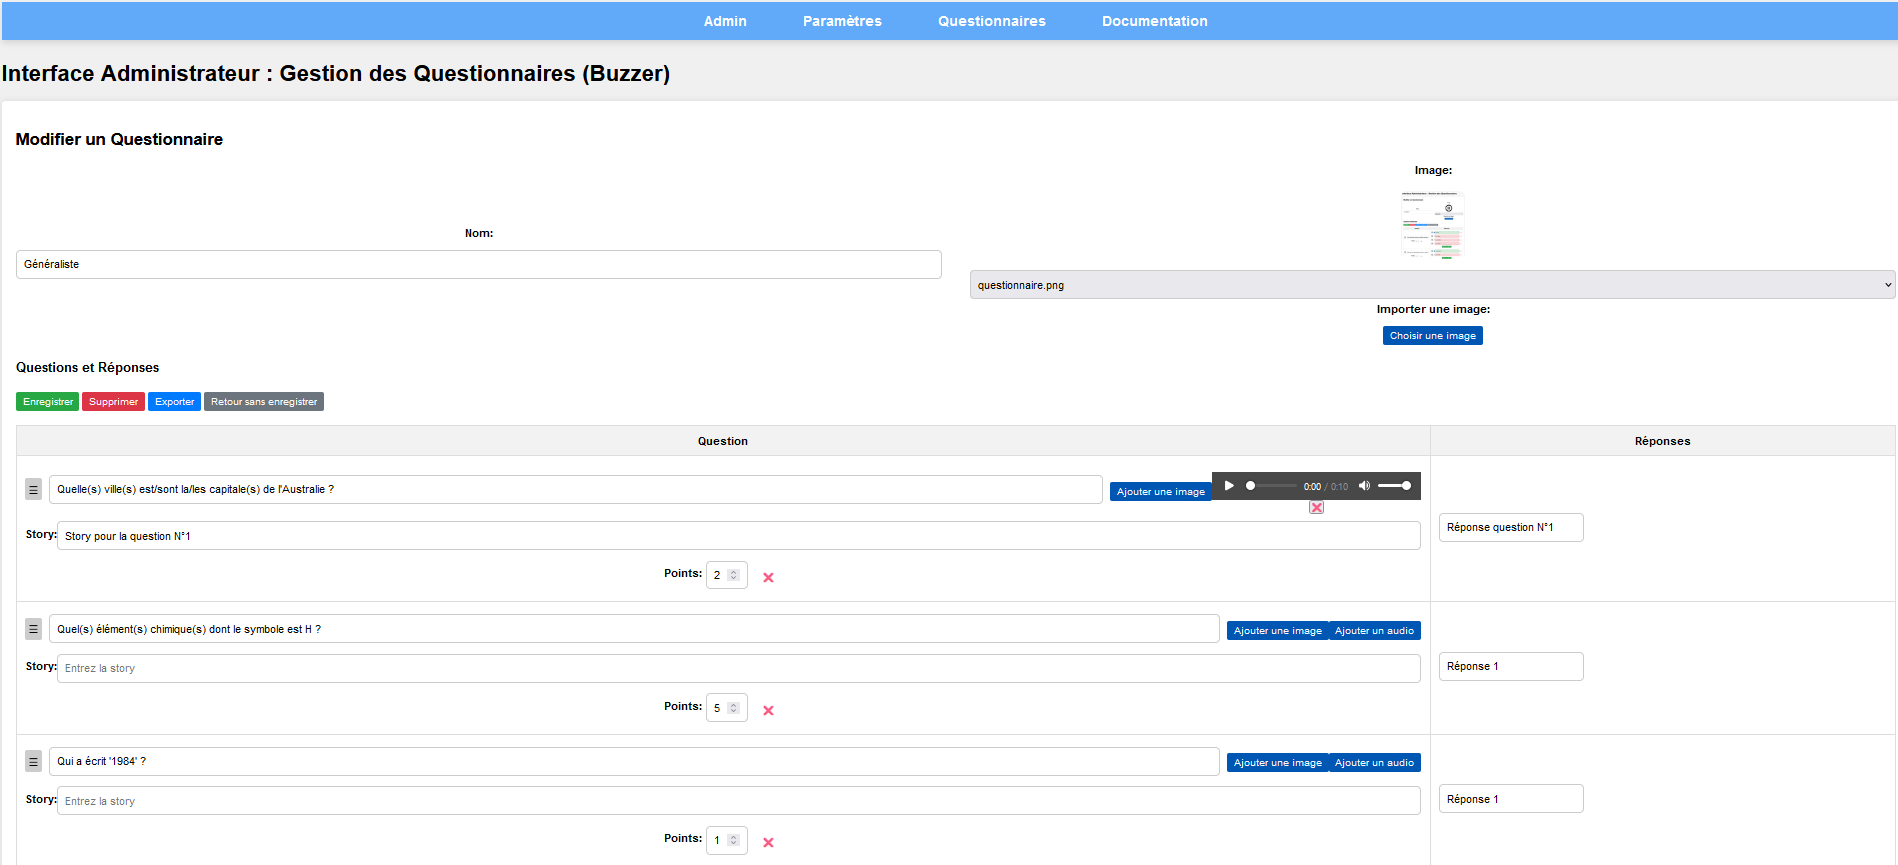 Admin Paramètres Questionnaires Documentation
Interface Administrateur : Gestion des Questionnaires (Buzzer)
Modifier un Questionnaire
Image:
Nom:
Généraliste
questionnaire.png
Importer une image:
Choisir une image
Questions et Réponses
Enregistrer Supprimer Exporter Retour sans enregistrer
Question Réponses
Quelle(s) ville(s) est/sont la/les capitale(s) de l'Australie ? Ajouter une image 0:00 / 0:10
Story: Story pour la question N°1 Réponse question N°1
Points: 2
Quel(s) élément(s) chimique(s) dont le symbole est H ? Ajouter une image Ajouter un audio
Story: Entrez la story Réponse 1
Points: 5
Qui a écrit '1984' ? Ajouter une image Ajouter un audio
Story: Entrez la story Réponse 1
Points: 1